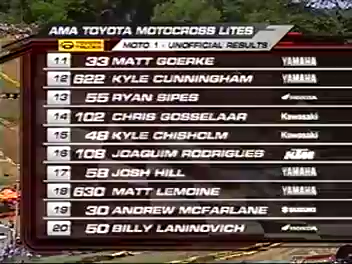 AMA TOYOTA MOTOCROSS LITES
TOYOTA TRUCKS MOTO 1 - UNOFFICIAL RESULTS
11 33 MATT GOERKE YAMAHA
12 622 KYLE CUNNINGHAM YAMAHA
13 55 RYAN SIPES HONDA
14 102 CHRIS GOSSELAAR Kawasaki
15 48 KYLE CHISHOLM Kawasaki
16 108 JOAQUIM RODRIGUES KTM
17 58 JOSH HILL YAMAHA
18 630 MATT LEMOINE YAMAHA
19 30 ANDREW MCFARLANE SUZUKI
20 50 BILLY LANINOVICH HONDA